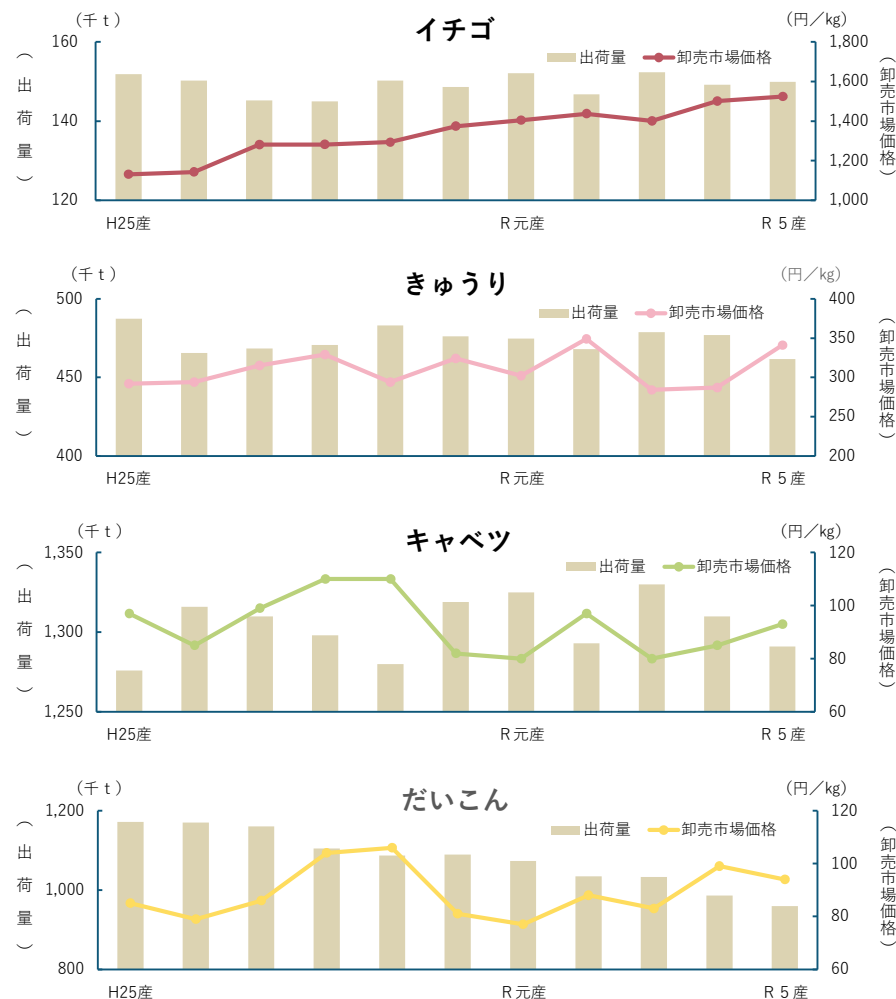 イチゴ
（千ｔ）
（円／kg）
出荷量
卸売市場価格
160
140
120
1,800
1,600
1,400
1,200
1,000
（出荷量）
（卸売市場価格）
H25産
Ｒ元産
Ｒ５産
きゅうり
（千ｔ）
（円／kg）
出荷量
卸売市場価格
500
450
400
400
350
300
250
200
（出荷量）
（卸売市場価格）
H25産
Ｒ元産
Ｒ５産
キャベツ
（千ｔ）
（円／kg）
出荷量
卸売市場価格
1,350
1,300
1,250
120
100
80
60
（出荷量）
（卸売市場価格）
H25産
Ｒ元産
Ｒ５産
だいこん
（千ｔ）
（円／kg）
出荷量
卸売市場価格
1,200
1,000
800
120
100
80
60
（出荷量）
（卸売市場価格）
H25産
Ｒ元産
Ｒ５産